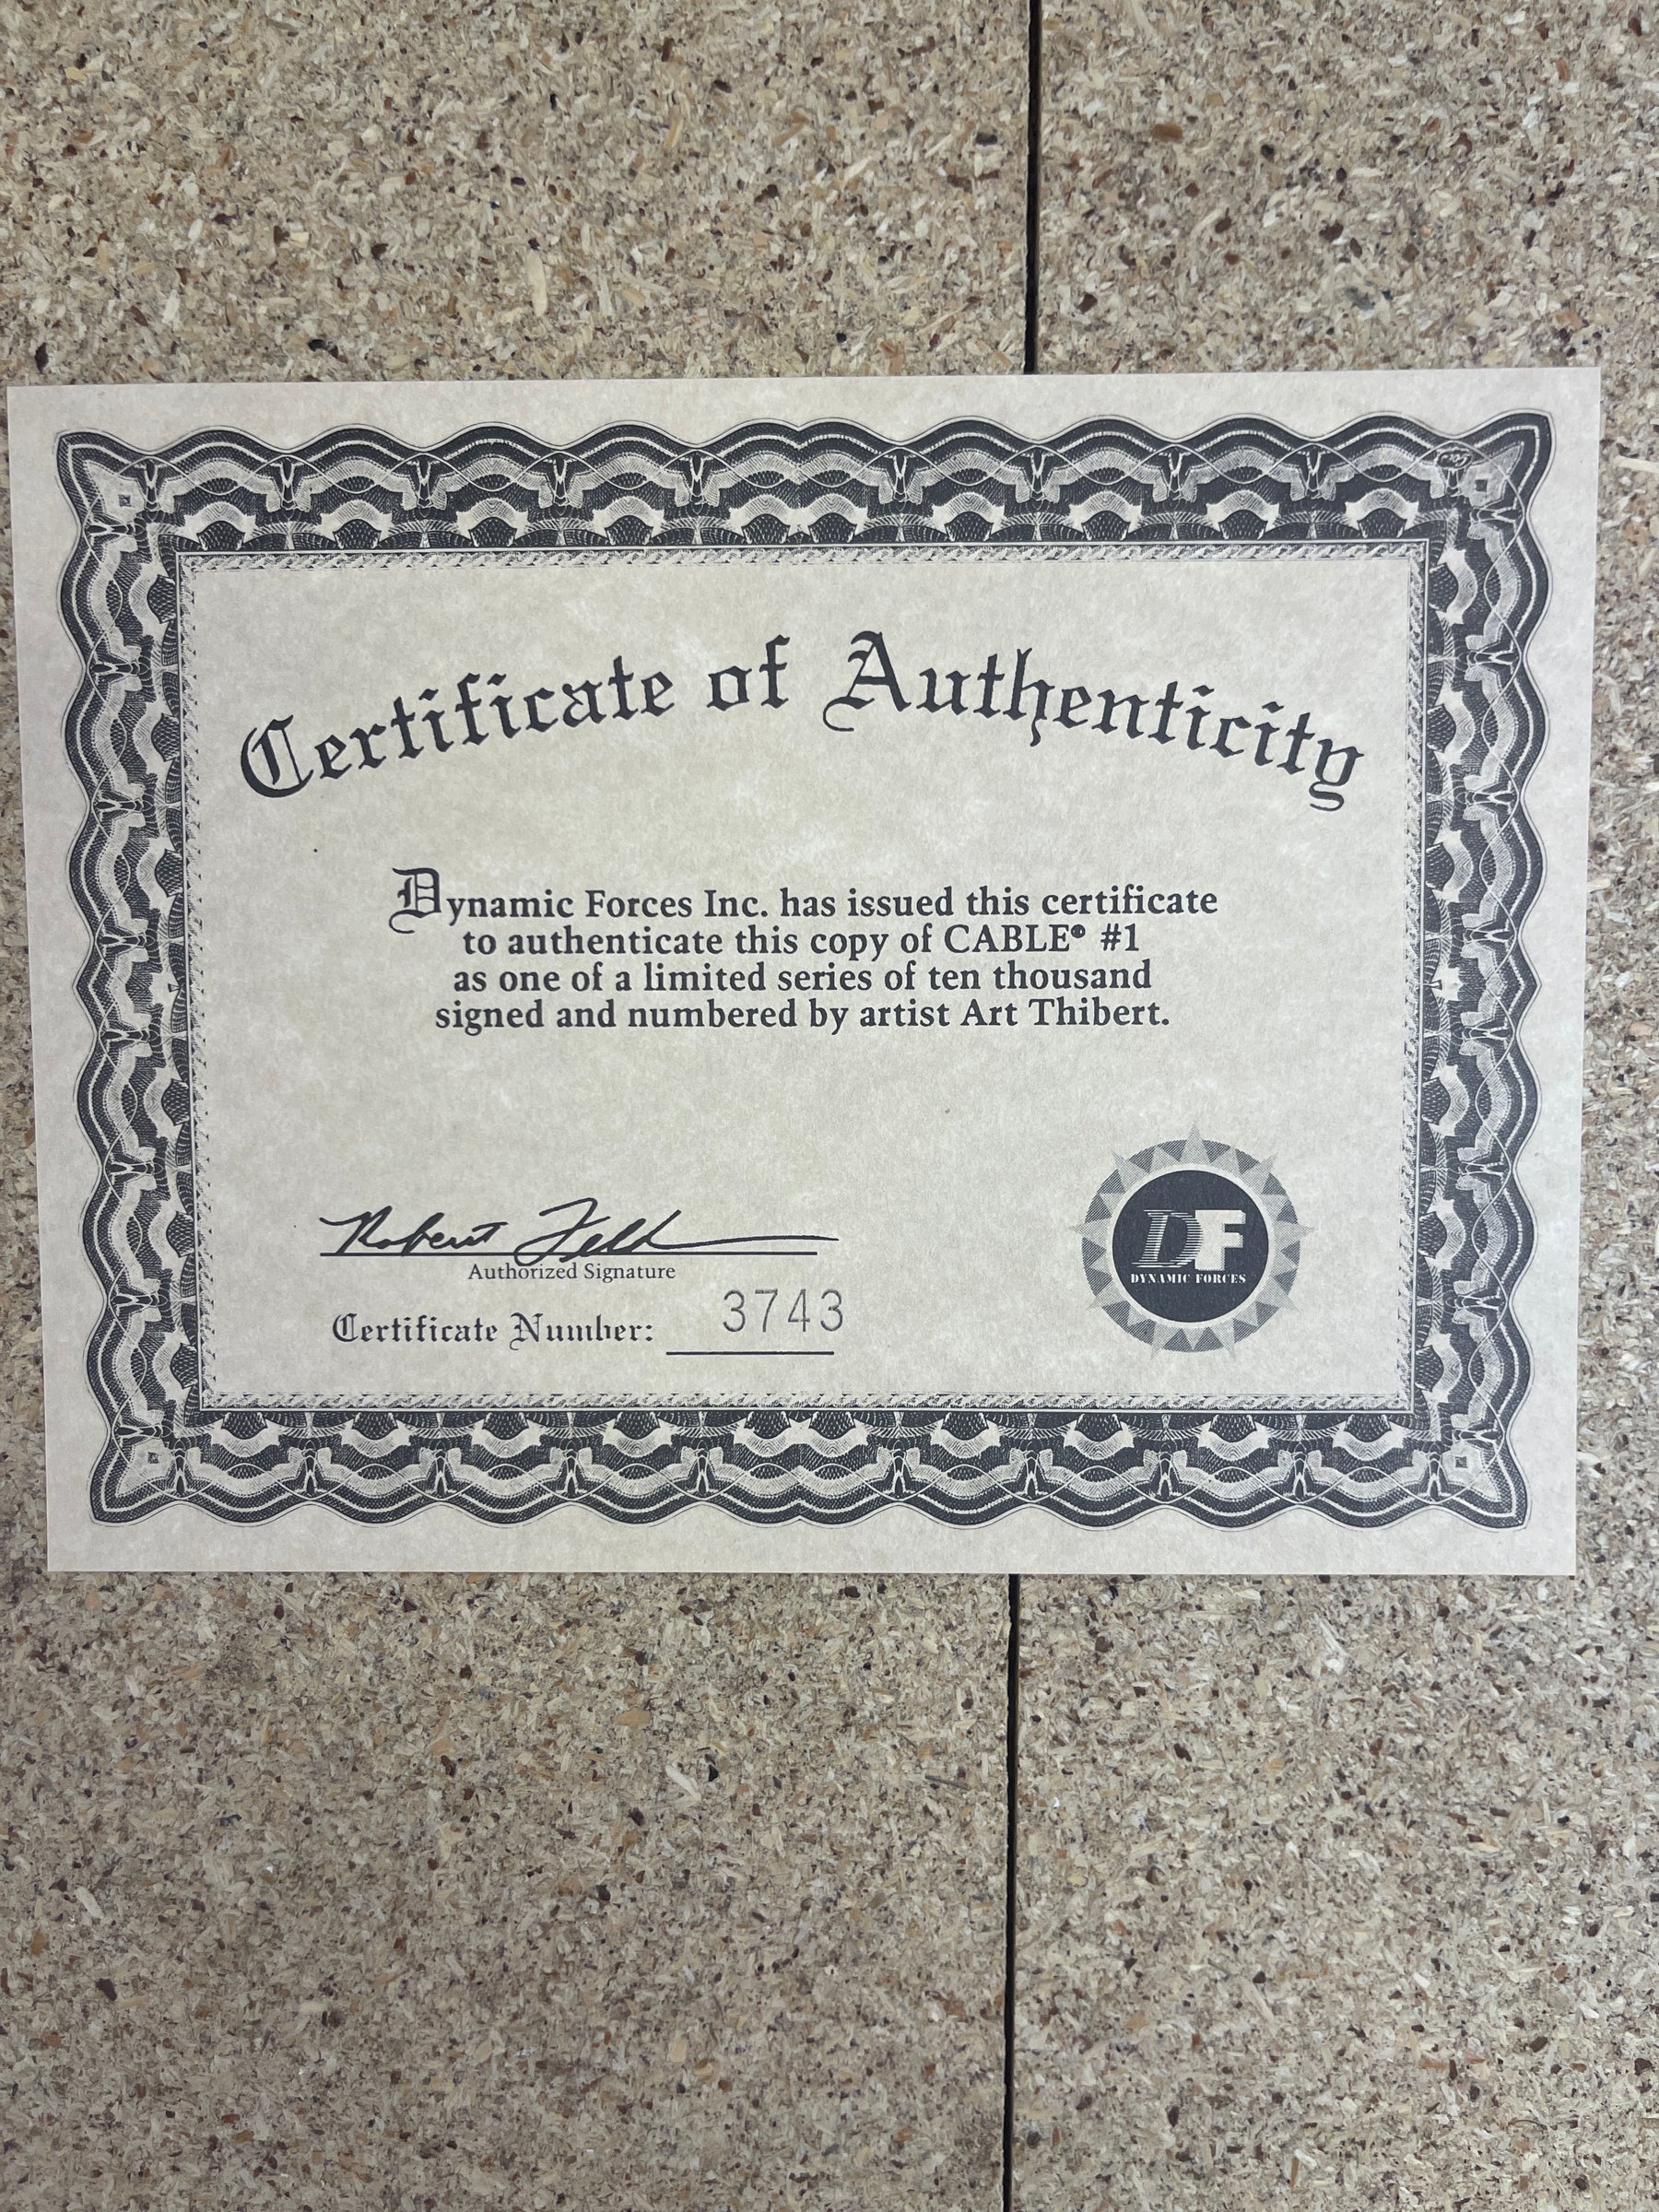 Certificate of Authenticity
Dynamic Forces Inc. has issued this certificate
to authenticate this copy of CABLE® #1
as one of a limited series of ten thousand
signed and numbered by artist Art Thibert.
Robert Feld
Authorized Signature
Certificate Number: 3743
DF
DYNAMIC FORCES